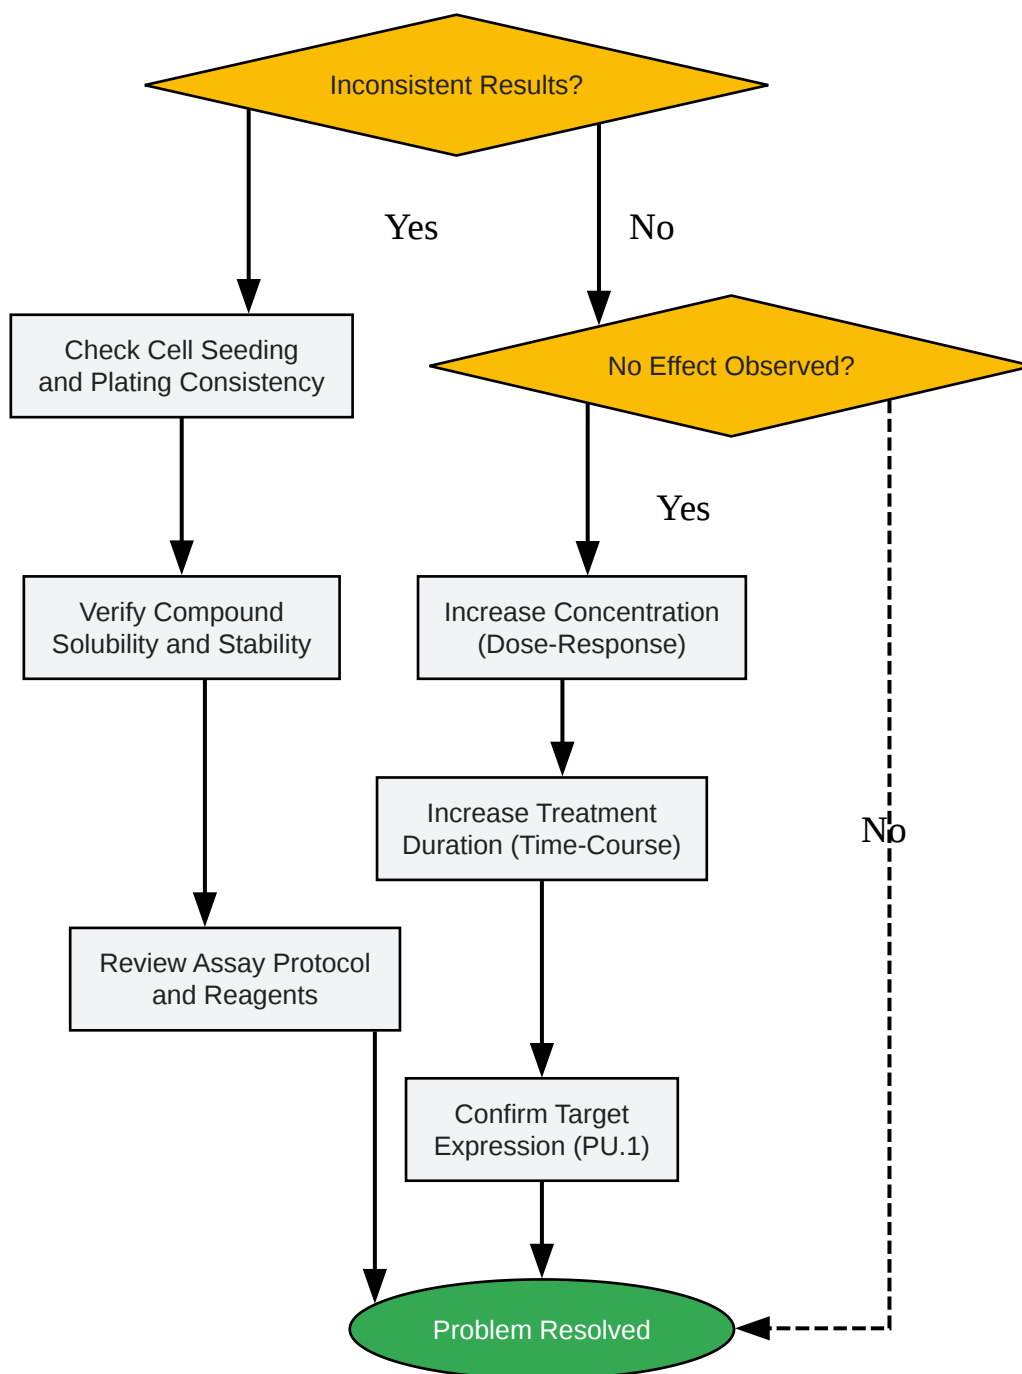 Inconsistent Results?
Yes
No
Check Cell Seeding
and Plating Consistency
No Effect Observed?
Yes
Verify Compound
Solubility and Stability
Increase Concentration
(Dose-Response)
Increase Treatment
Duration (Time-Course)
No
Review Assay Protocol
and Reagents
Confirm Target
Expression (PU.1)
Problem Resolved